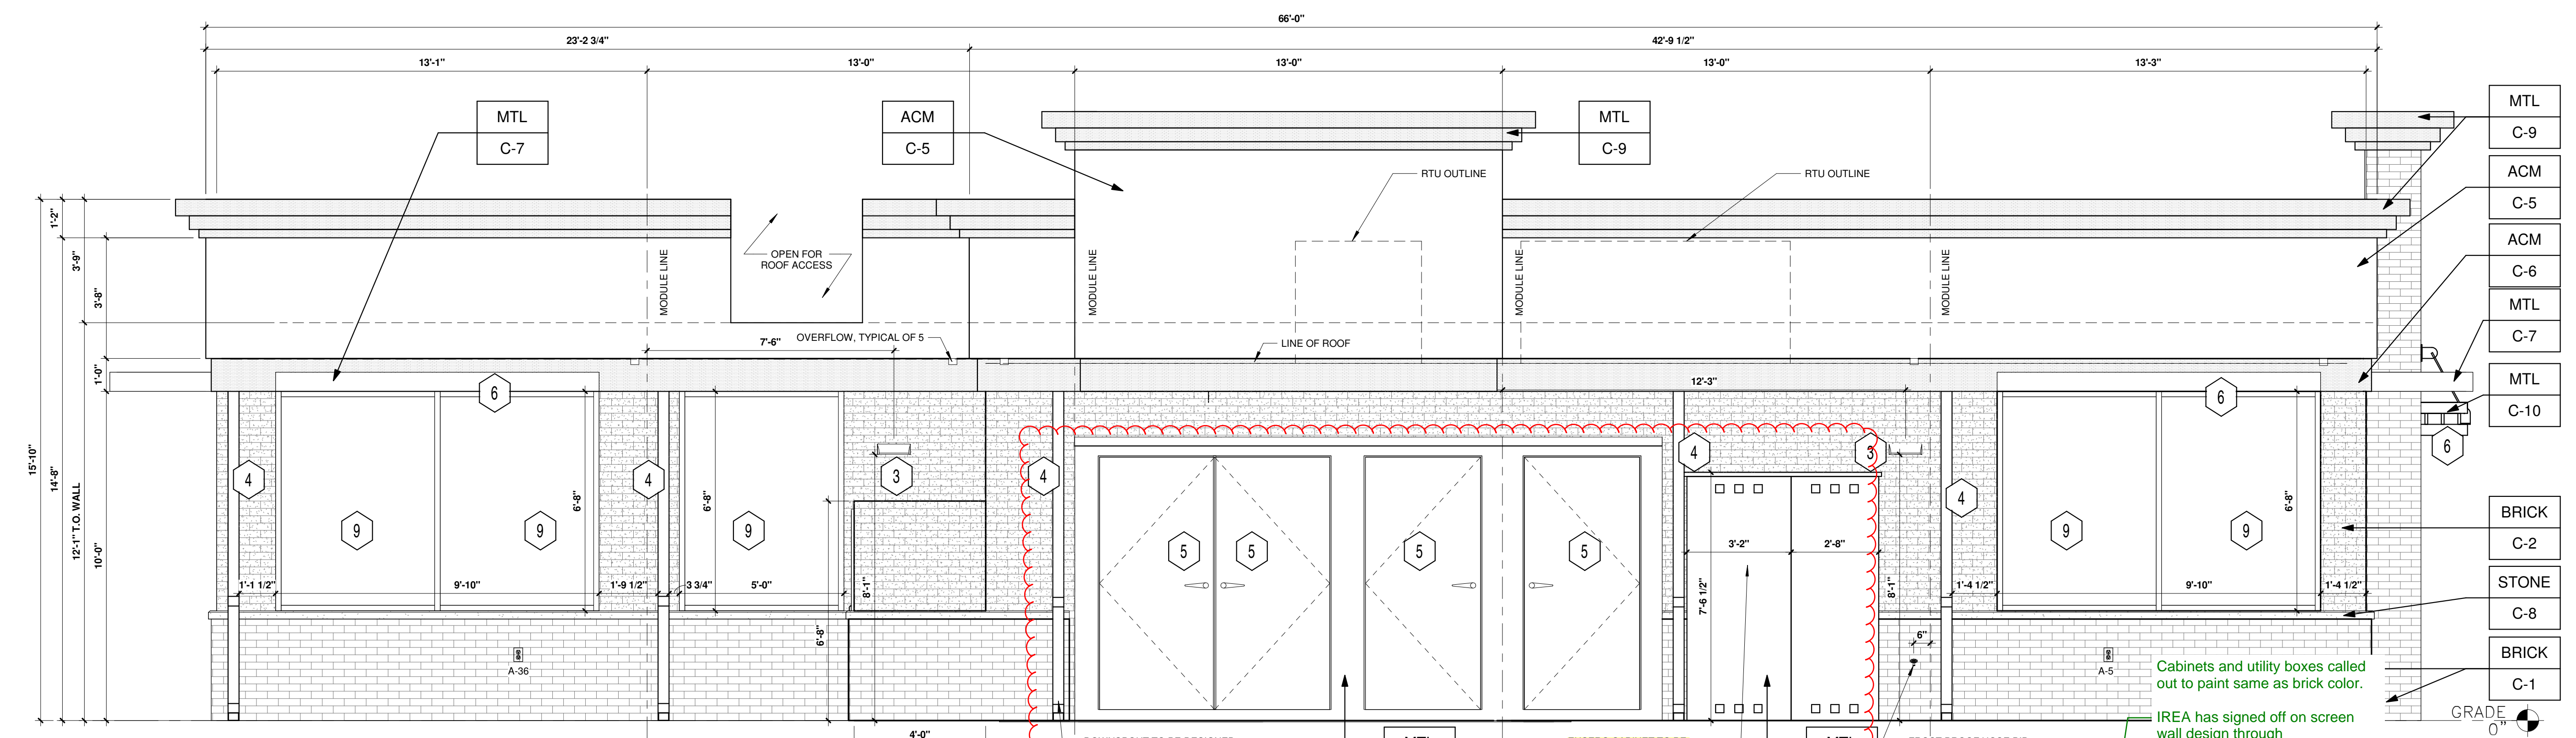 66'-0"
23'-2 3/4"
42'-9 1/2"
13'-1"
13'-0"
13'-0"
13'-0"
13'-3"
MTL
C-7
ACM
C-5
MTL
C-9
MTL
C-9
RTU OUTLINE
RTU OUTLINE
ACM
C-5
ACM
C-6
MTL
C-7
MTL
C-10
6
OPEN FOR
ROOF ACCESS
MODULE LINE
MODULE LINE
MODULE LINE
MODULE LINE
1'-2"
3'-9"
3'-8"
1'-0"
15'-10"
14'-8"
12'-1" T.O. WALL
10'-0"
7'-6"
OVERFLOW, TYPICAL OF 5
LINE OF ROOF
12'-3"
6
6
4
4
3
4
4
3
4
9
9
9
5
5
5
5
9
9
6'-8"
6'-8"
6'-8"
3'-2"
2'-8"
1'-1 1/2"
9'-10"
1'-9 1/2"
3 3/4"
5'-0"
8'-1"
7'-6 1/2"
8'-1"
1'-4 1/2"
9'-10"
1'-4 1/2"
6'-8"
6"
A-36
A-5
BRICK
C-2
STONE
C-8
BRICK
C-1
Cabinets and utility boxes called
out to paint same as brick color.
IREA has signed off on screen
wall design through
GRADE
0"
4'-0"
MTL
MTL